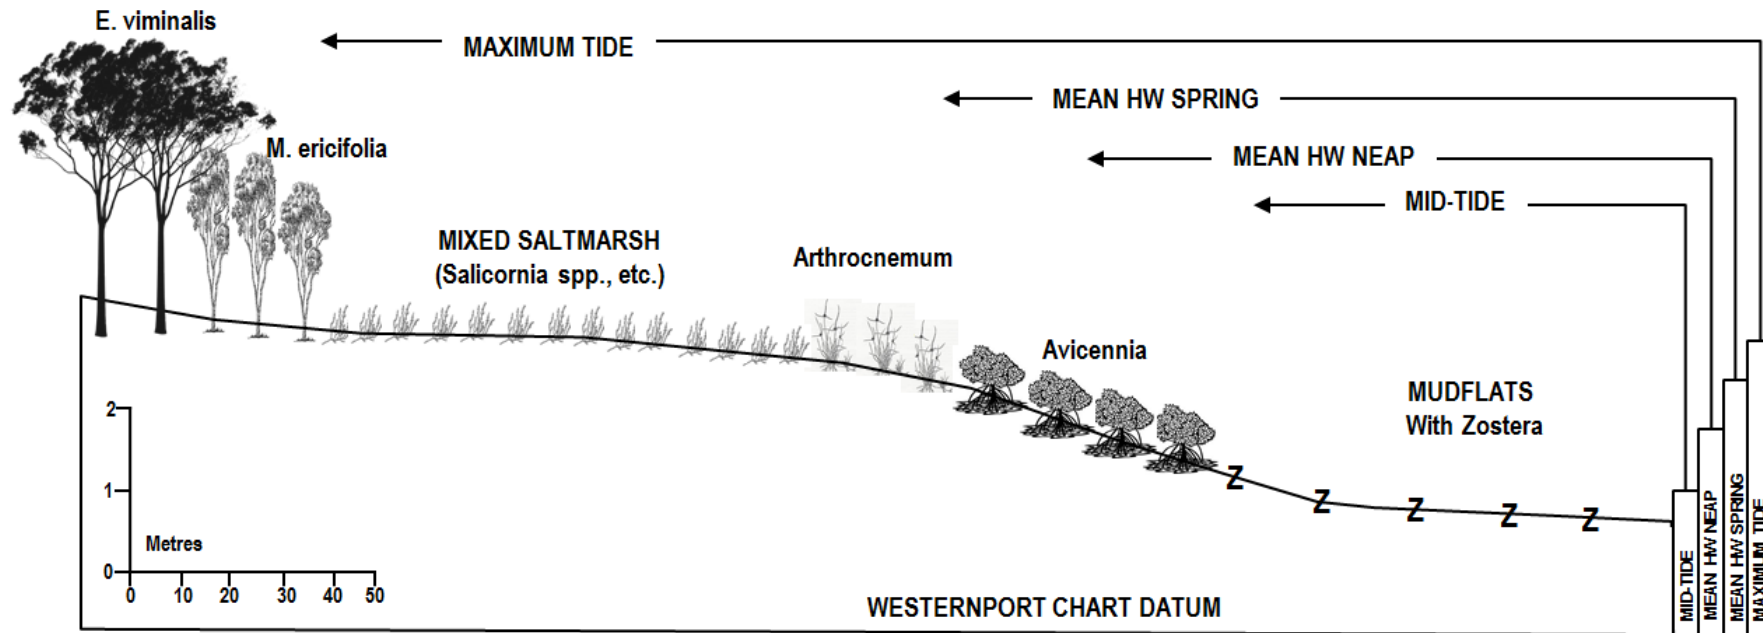 E. viminalis
MAXIMUM TIDE
MEAN HW SPRING
M. ericifolia
MEAN HW NEAP
MID-TIDE
MIXED SALTMARSH
(Salicornia spp., etc.)
Arthrocnemum
Avicennia
MUDFLATS
With Zostera
Z
Z
Z
Z
Z
2
1
0
Metres
0 10 20 30 40 50
WESTERNPORT CHART DATUM
MID-TIDE
MEAN HW NEAP
MEAN HW SPRING
MAXIMUM TIDE